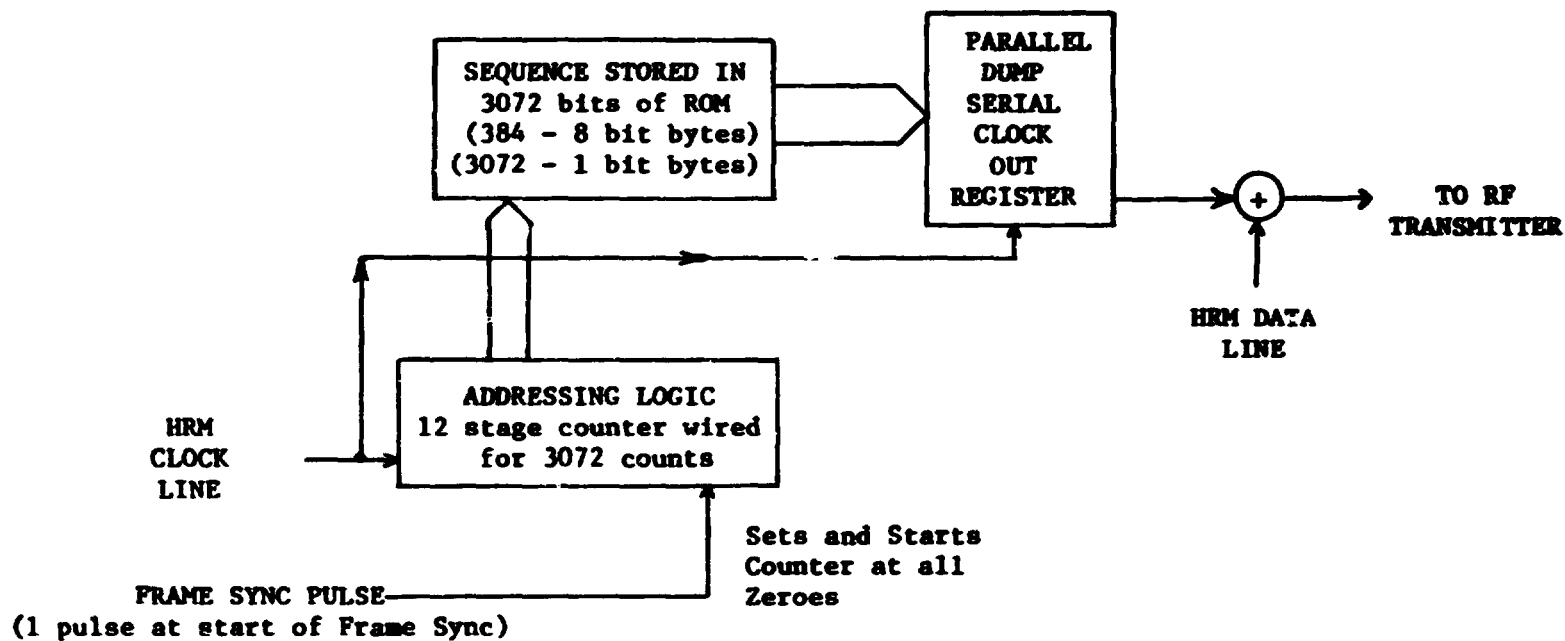 SEQUENCE STORED IN
3072 bits of ROM
(384 - 8 bit bytes)
(3072 - 1 bit bytes)
PARALLEL
DUMP
SERIAL
CLOCK
OUT
REGISTER
+
TO RF
TRANSMITTER
HRM DATA
LINE
ADDRESSING LOGIC
12 stage counter wired
for 3072 counts
HRM
CLOCK
LINE
Sets and Starts
Counter at all
Zeroes
FRAME SYNC PULSE
(1 pulse at start of Frame Sync)